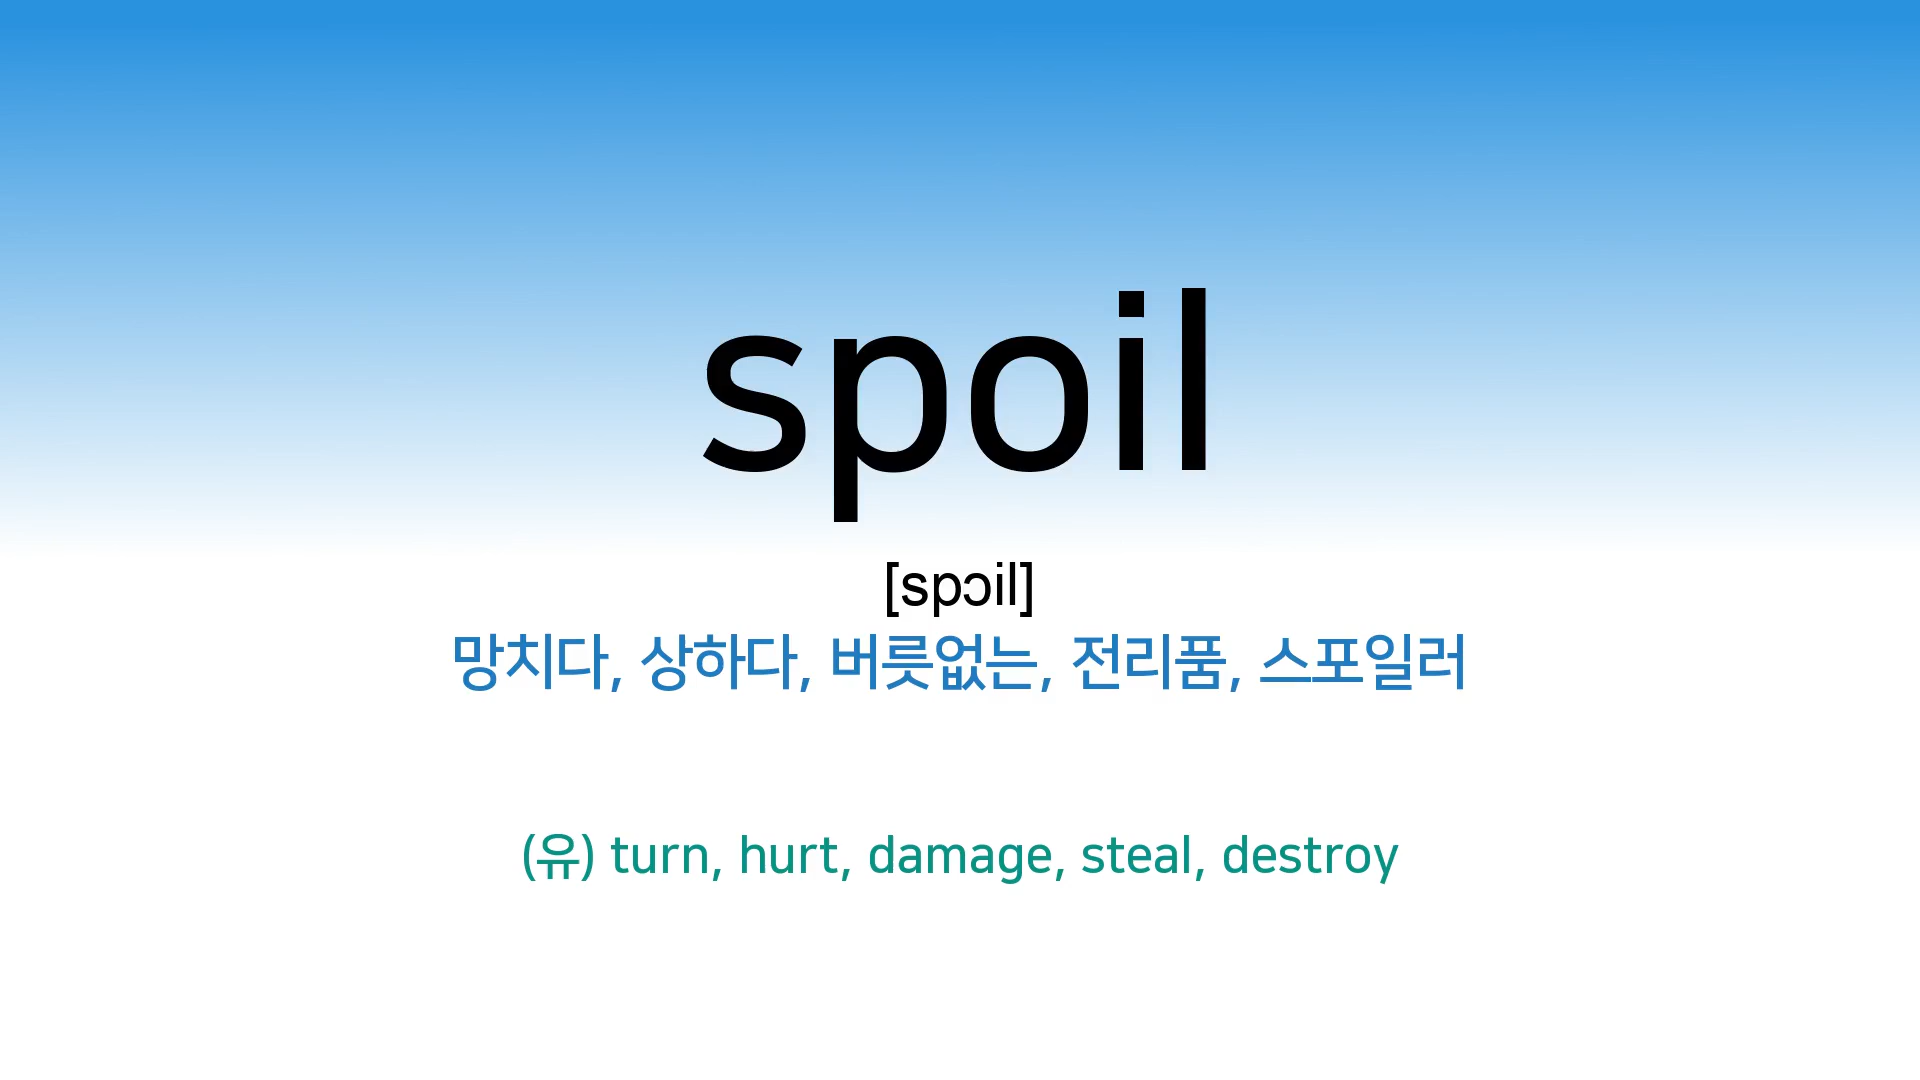 spoil
[spɔil]
망치다, 상하다, 버릇없는, 전리품, 스포일러
(유) turn, hurt, damage, steal, destroy